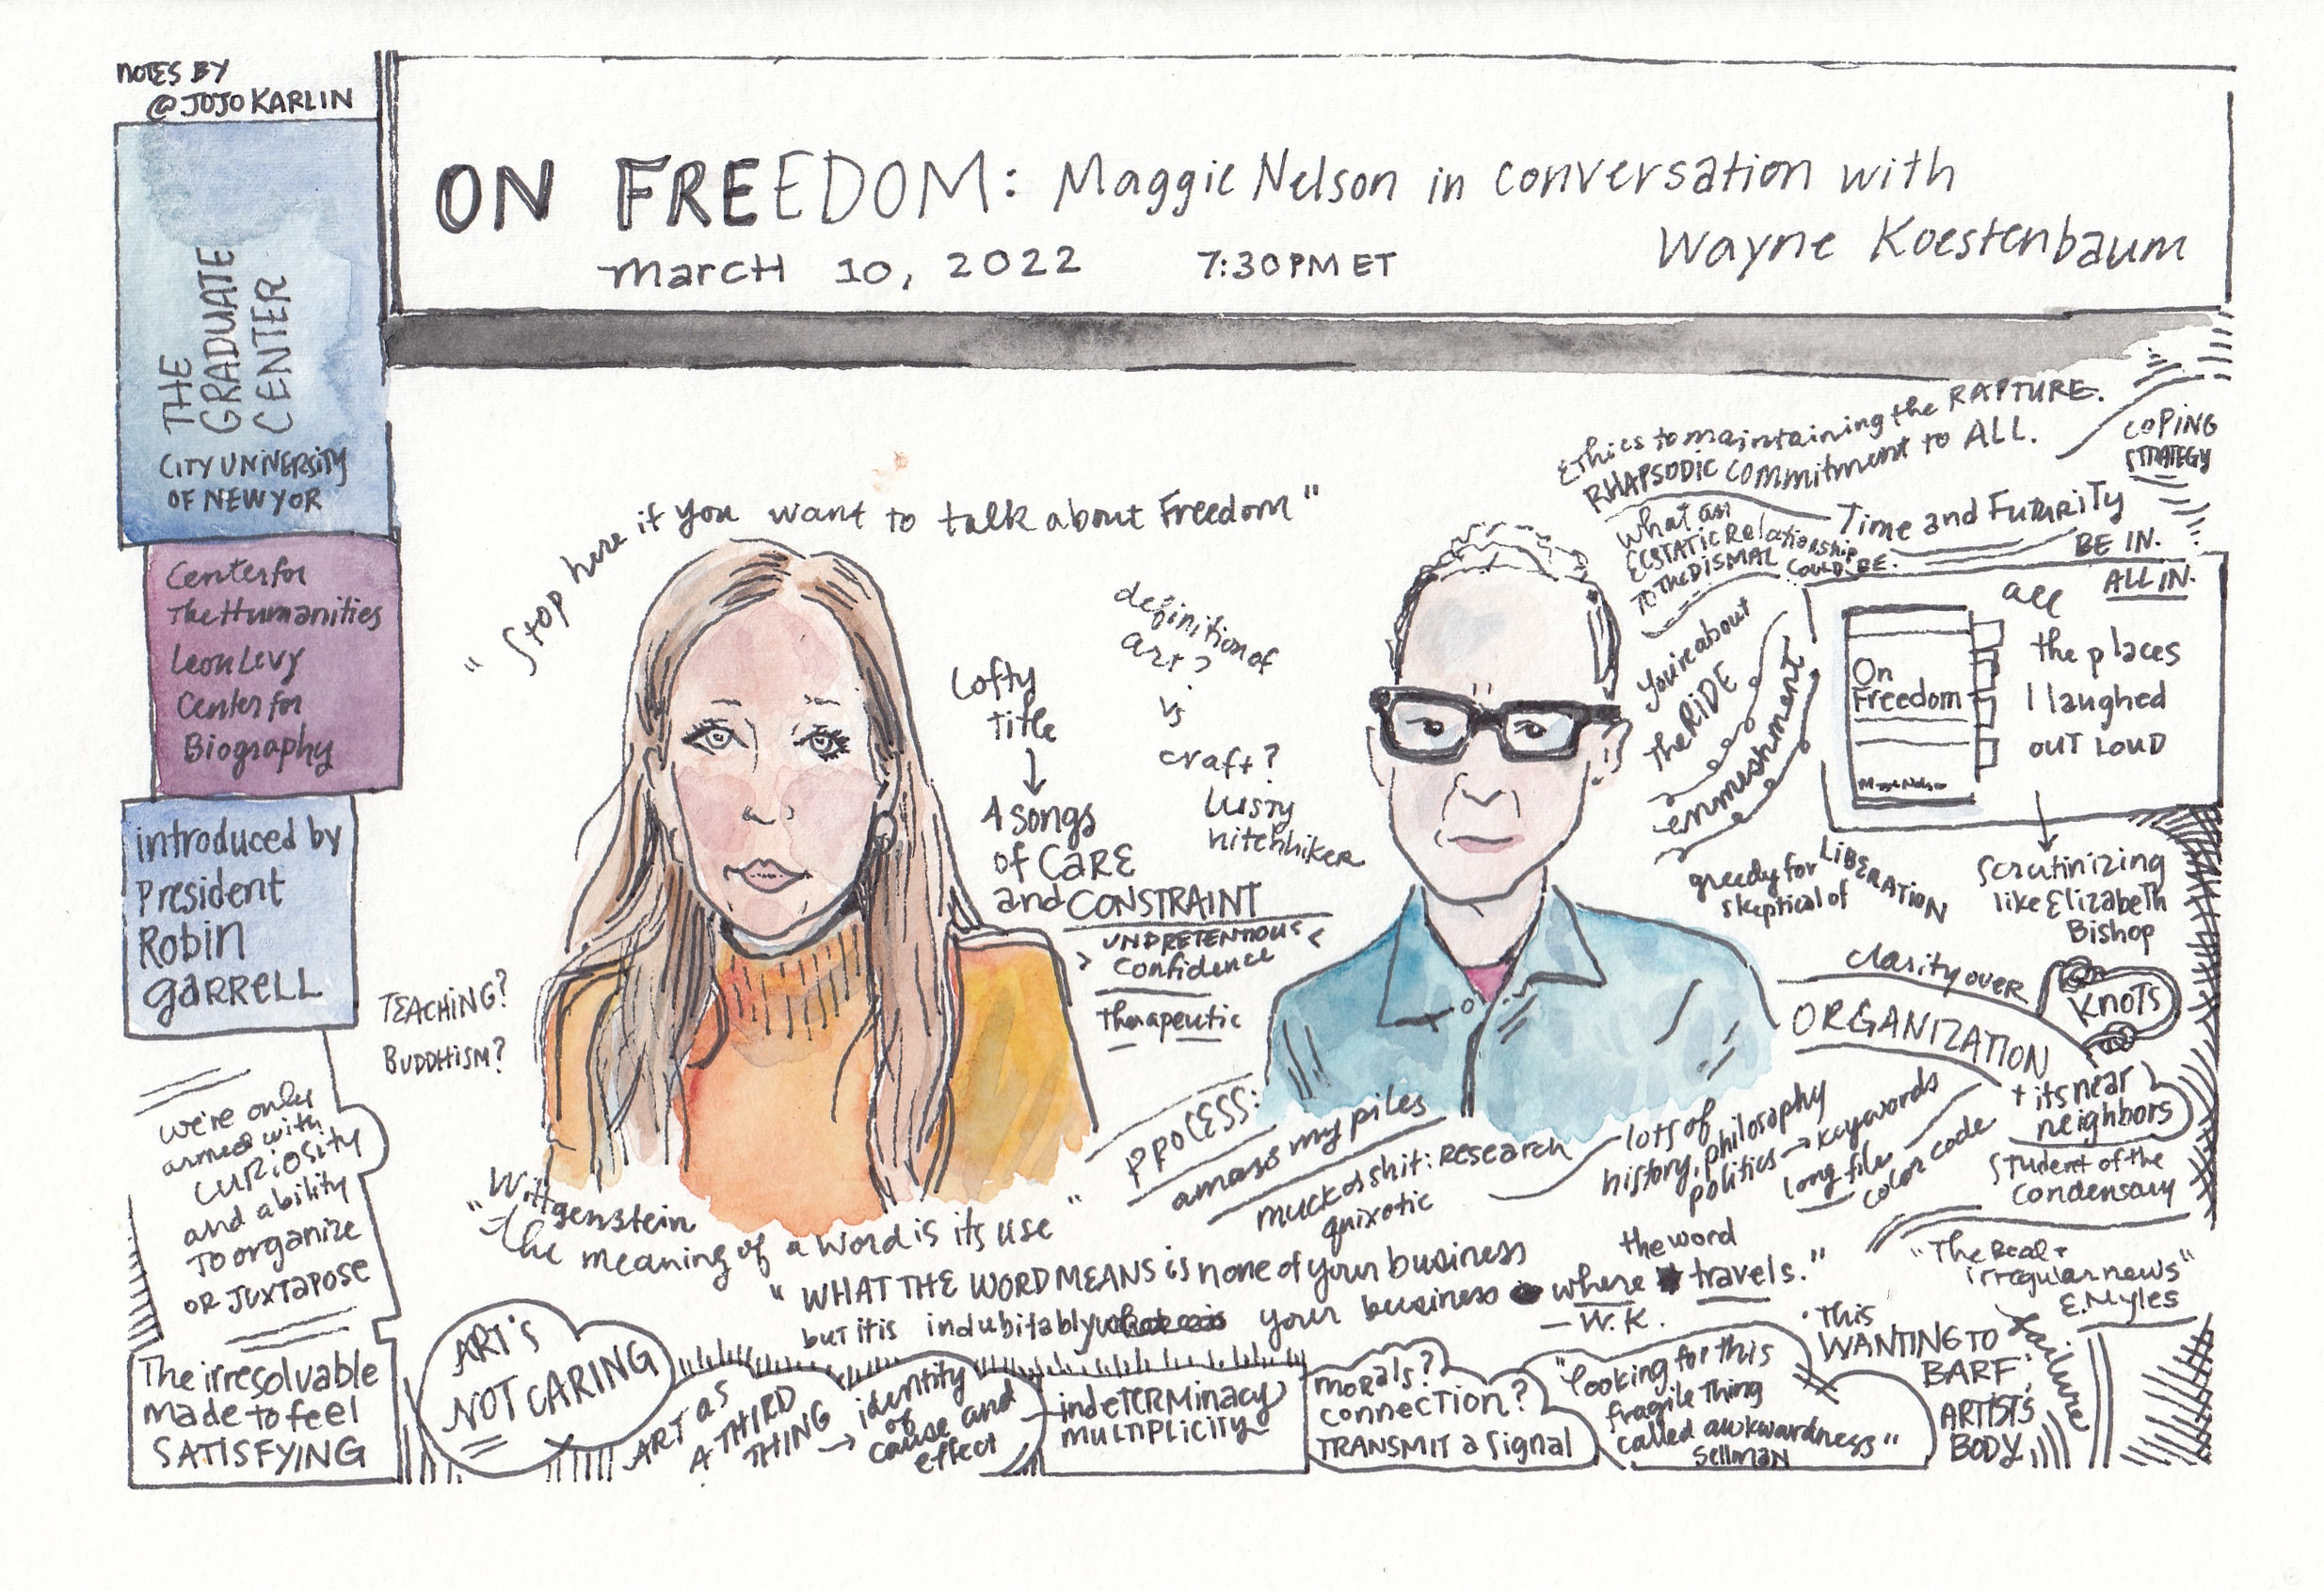 NOTES BY
@JOJO KARLIN
THE
GRADUATE
CENTER
CITY UNIVERSITY
OF NEW YOR
Center for
The Humanities
Leon Levy
Center for
Biography
introduced by
President
Robin
GARRELL
ON FREEDOM: Maggie Nelson in conversation with
Wayne Koestenbaum
March 10, 2022 7:30PM ET
"Stop here if you want to talk about Freedom"
Lofty
title
4 songs
of CARE
and CONSTRAINT
UNPRETENTIOUS
Confidence
Therapeutic
definition of
art?
vs
craft?
Lusty
hitchhiker
Ethics to maintaining the RAPTURE.
RHAPSODIC commitment to ALL.
COPING
STRATEGY
What an
ECSTATIC Relationship
TO The DISMAL COULD BE.
Time and Futurity
BE IN.
ALL IN.
You're about
the RIDE
enmeshment
On
Freedom
Maggie Nelson
all
the places
I laughed
OUT LOUD
Scrutinizing
like Elizabeth
Bishop
greedy for LIBERATION
skeptical of
clarity over
KNOTS
ORGANIZATION
+ its near
neighbors
Student of the
Condensary
"The Real +
irregular news"
E. Myles
TEACHING?
BUDDHISM?
we're only
armed with
CURIOSITY
and ability
TO organize
OR JUXTAPOSE
The irresolvable
made to feel
SATISFYING
"Wittgenstein
The meaning of a word is its use"
PROCESS:
amass my piles
muck of shit: RESEARCH
quixotic
lots of
history, philosophy
politics → keywords
long file
color code
"WHAT THE WORD MEANS is none of your business
but it is indubitably your business where the word travels."
— W.K.
ART'S
NOT CARING
ART as
A THIRD
THING →
identity
of
cause and
effect
indeterminacy
multiplicity
morals?
connection?
TRANSMIT a signal
"looking for this
fragile thing
called awkwardness"
Sillman
This
WANTING TO
BARF;
ARTIST'S
BODY
failure